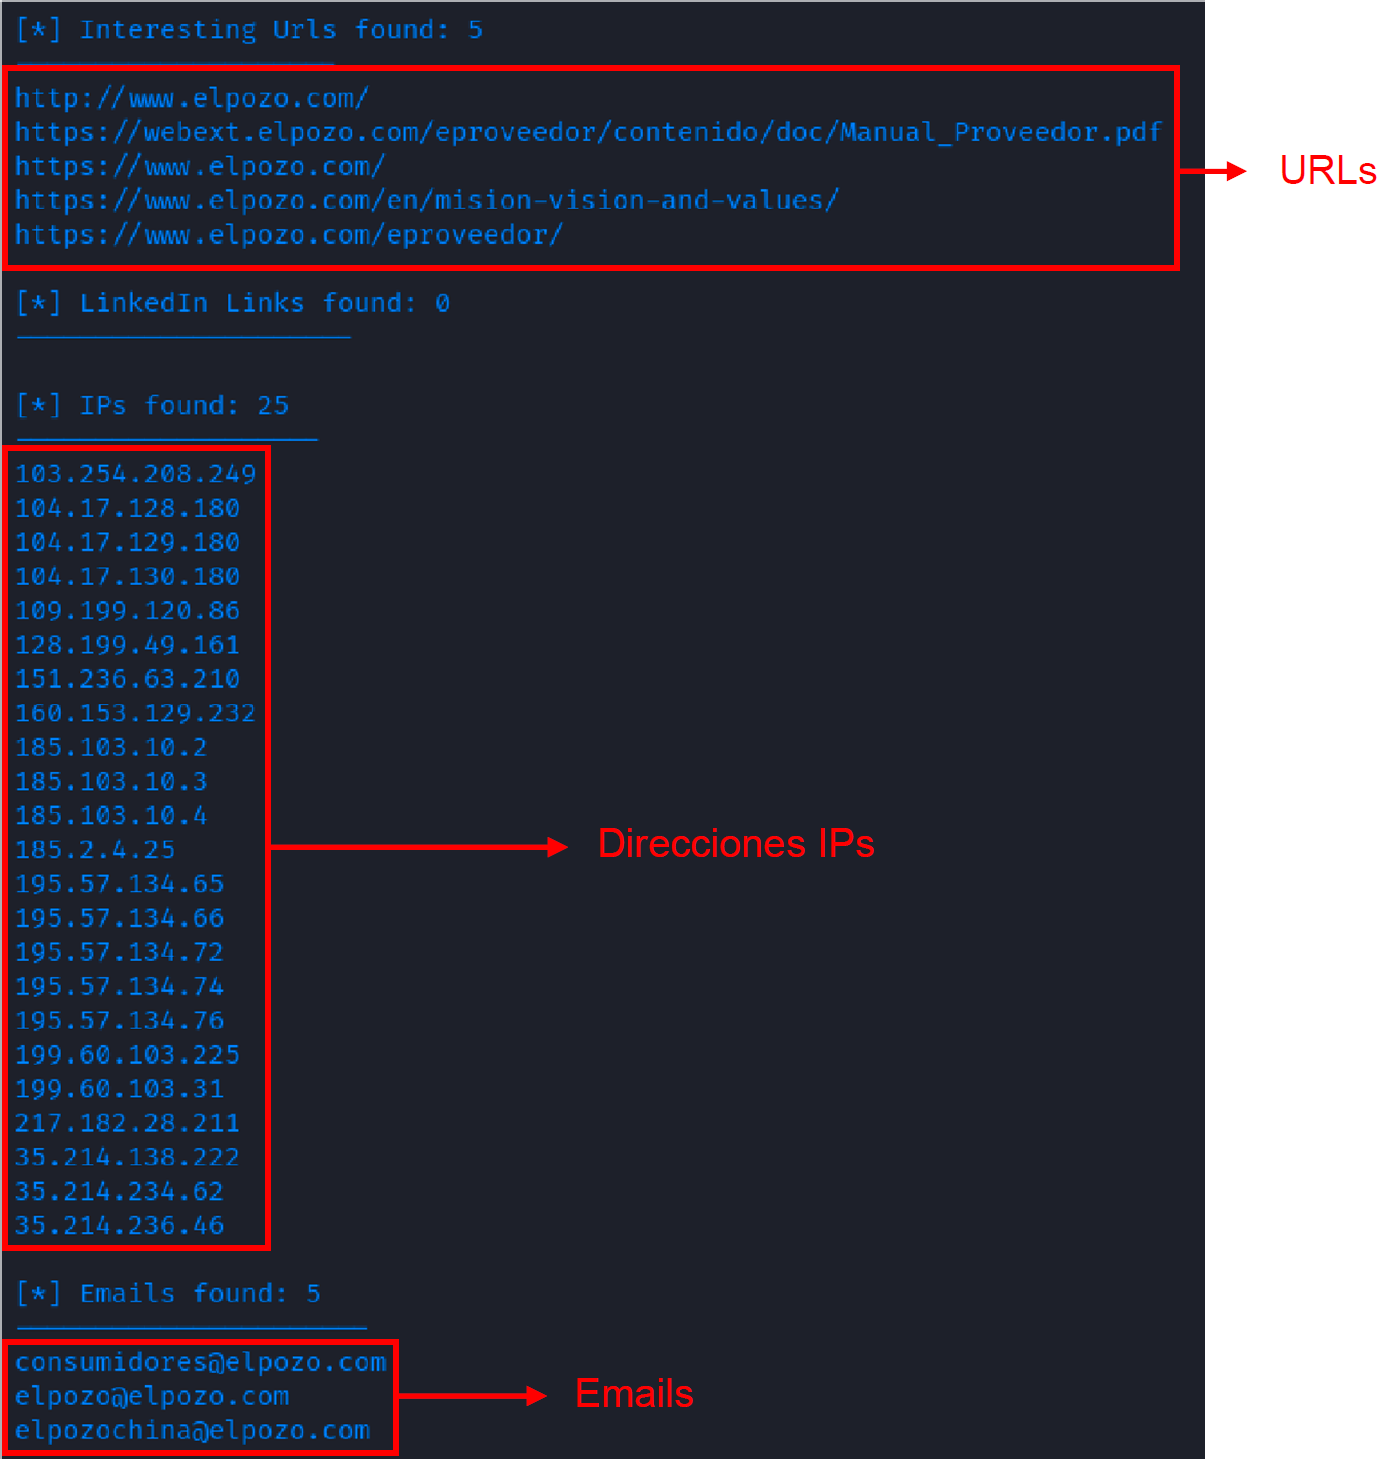 [*] Interesting Urls found: 5
http://www.elpozo.com/
https://webext.elpozo.com/eproveedor/contenido/doc/Manual_Proveedor.pdf
https://www.elpozo.com/
https://www.elpozo.com/en/mision-vision-and-values/
https://www.elpozo.com/eproveedor/
URLs
[*] LinkedIn Links found: 0
[*] IPs found: 25
103.254.208.249
104.17.128.180
104.17.129.180
104.17.130.180
109.199.120.86
128.199.49.161
151.236.63.210
160.153.129.232
185.103.10.2
185.103.10.3
185.103.10.4
185.2.4.25
195.57.134.65
195.57.134.66
195.57.134.72
195.57.134.74
195.57.134.76
199.60.103.225
199.60.103.31
217.182.28.211
35.214.138.222
35.214.234.62
35.214.236.46
Direcciones IPs
[*] Emails found: 5
consumidores@elpozo.com
elpozo@elpozo.com
elpozochina@elpozo.com
Emails